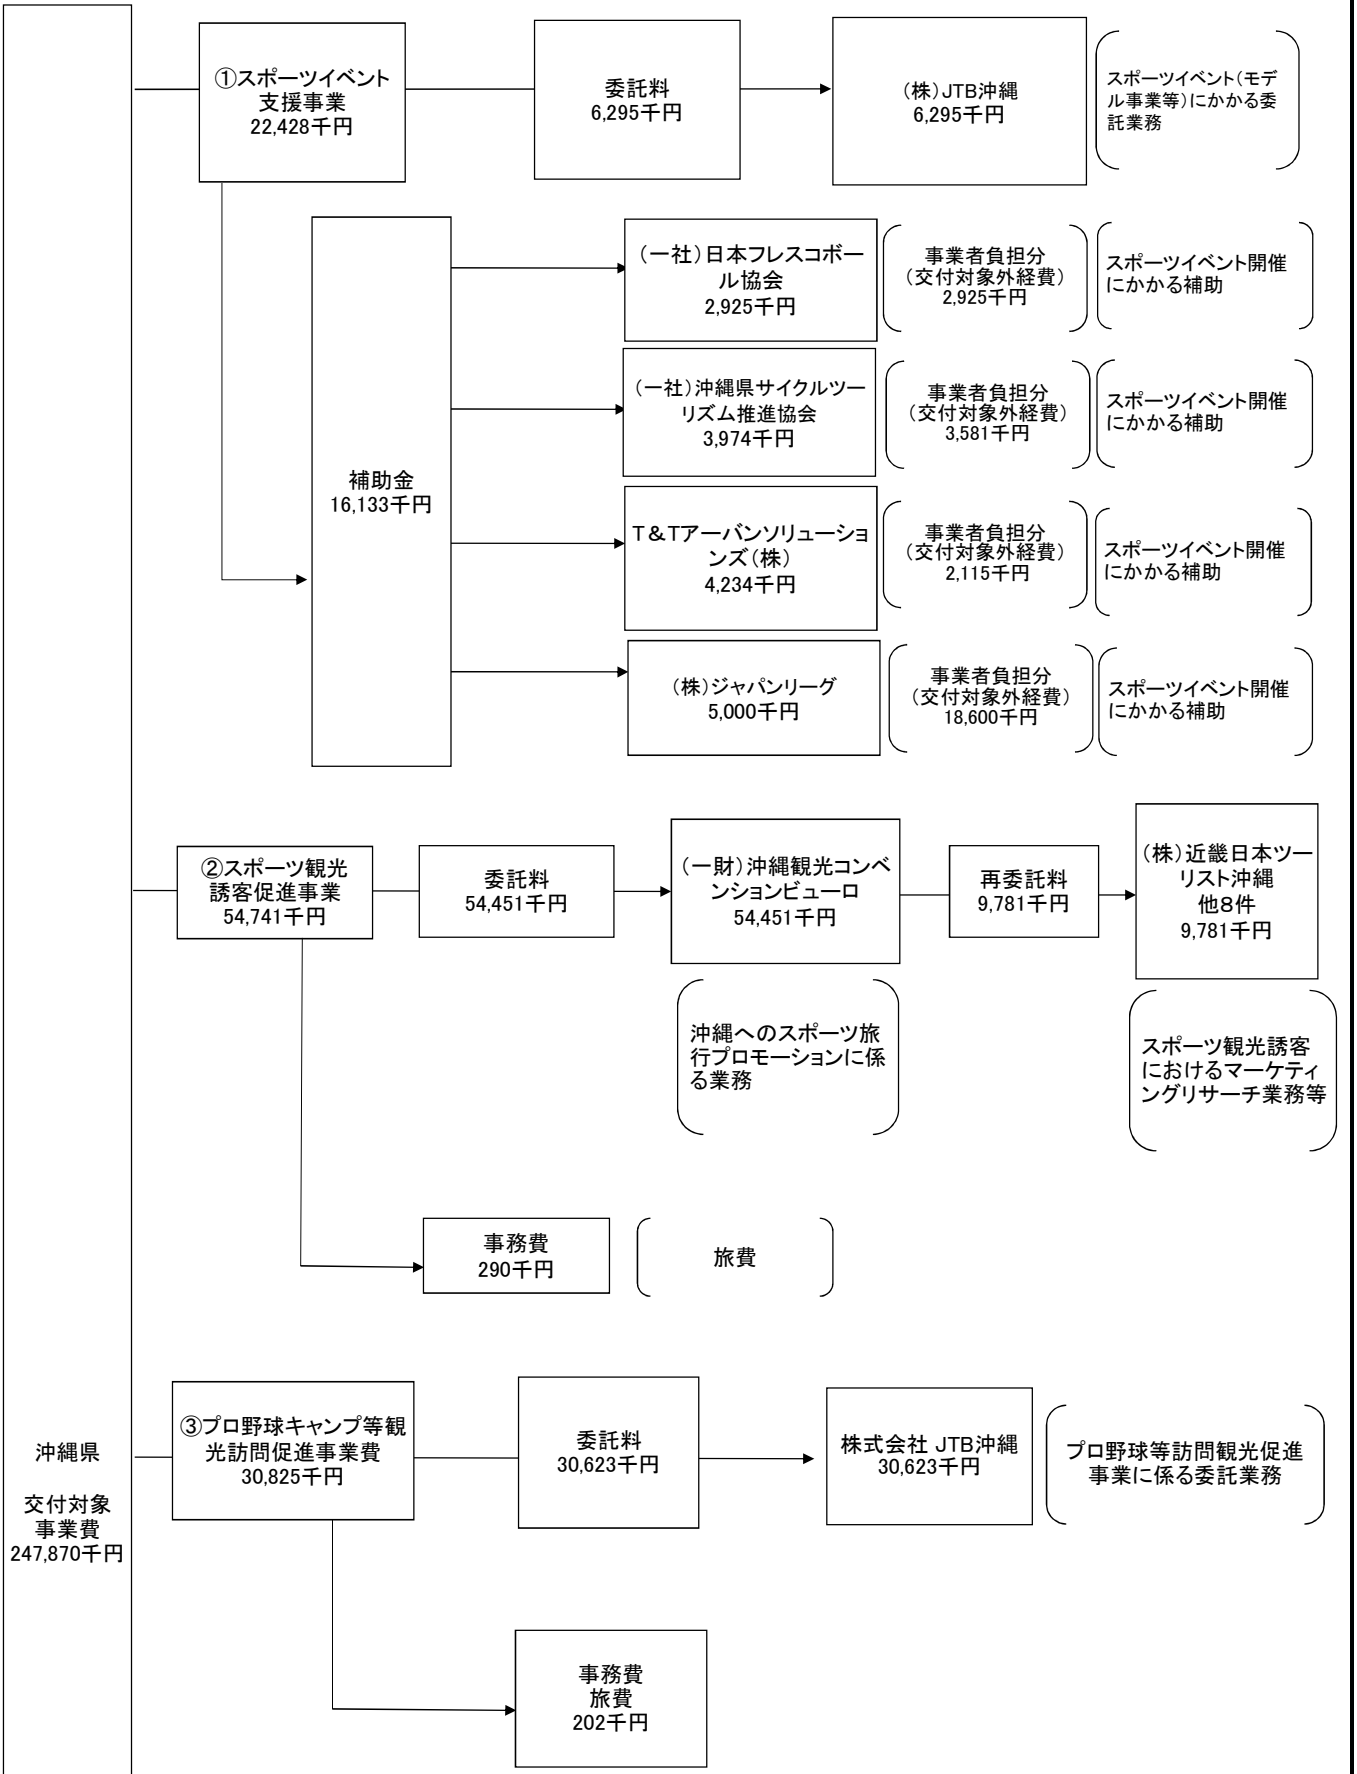 ①スポーツイベント
支援事業
22,428千円
委託料
6,295千円
(株)JTB沖縄
6,295千円
スポーツイベント(モデ
ル事業等)にかかる委
託業務
補助金
16,133千円
(一社)日本フレスコボー
ル協会
2,925千円
事業者負担分
(交付対象外経費)
2,925千円
スポーツイベント開催
にかかる補助
(一社)沖縄県サイクルツー
リズム推進協会
3,974千円
事業者負担分
(交付対象外経費)
3,581千円
スポーツイベント開催
にかかる補助
T&Tアーバンソリューショ
ンズ(株)
4,234千円
事業者負担分
(交付対象外経費)
2,115千円
スポーツイベント開催
にかかる補助
(株)ジャパンリーグ
5,000千円
事業者負担分
(交付対象外経費)
18,600千円
スポーツイベント開催
にかかる補助
②スポーツ観光
誘客促進事業
54,741千円
委託料
54,451千円
(一財)沖縄観光コンベ
ンションビューロ
54,451千円
再委託料
9,781千円
(株)近畿日本ツー
リスト沖縄
他8件
9,781千円
沖縄へのスポーツ旅
行プロモーションに係
る業務
スポーツ観光誘客
におけるマーケティ
ングリサーチ業務等
事務費
290千円
旅費
沖縄県
交付対象
事業費
247,870千円
③プロ野球キャンプ等観
光訪問促進事業費
30,825千円
委託料
30,623千円
株式会社 JTB沖縄
30,623千円
プロ野球等訪問観光促進
事業に係る委託業務
事務費
旅費
202千円